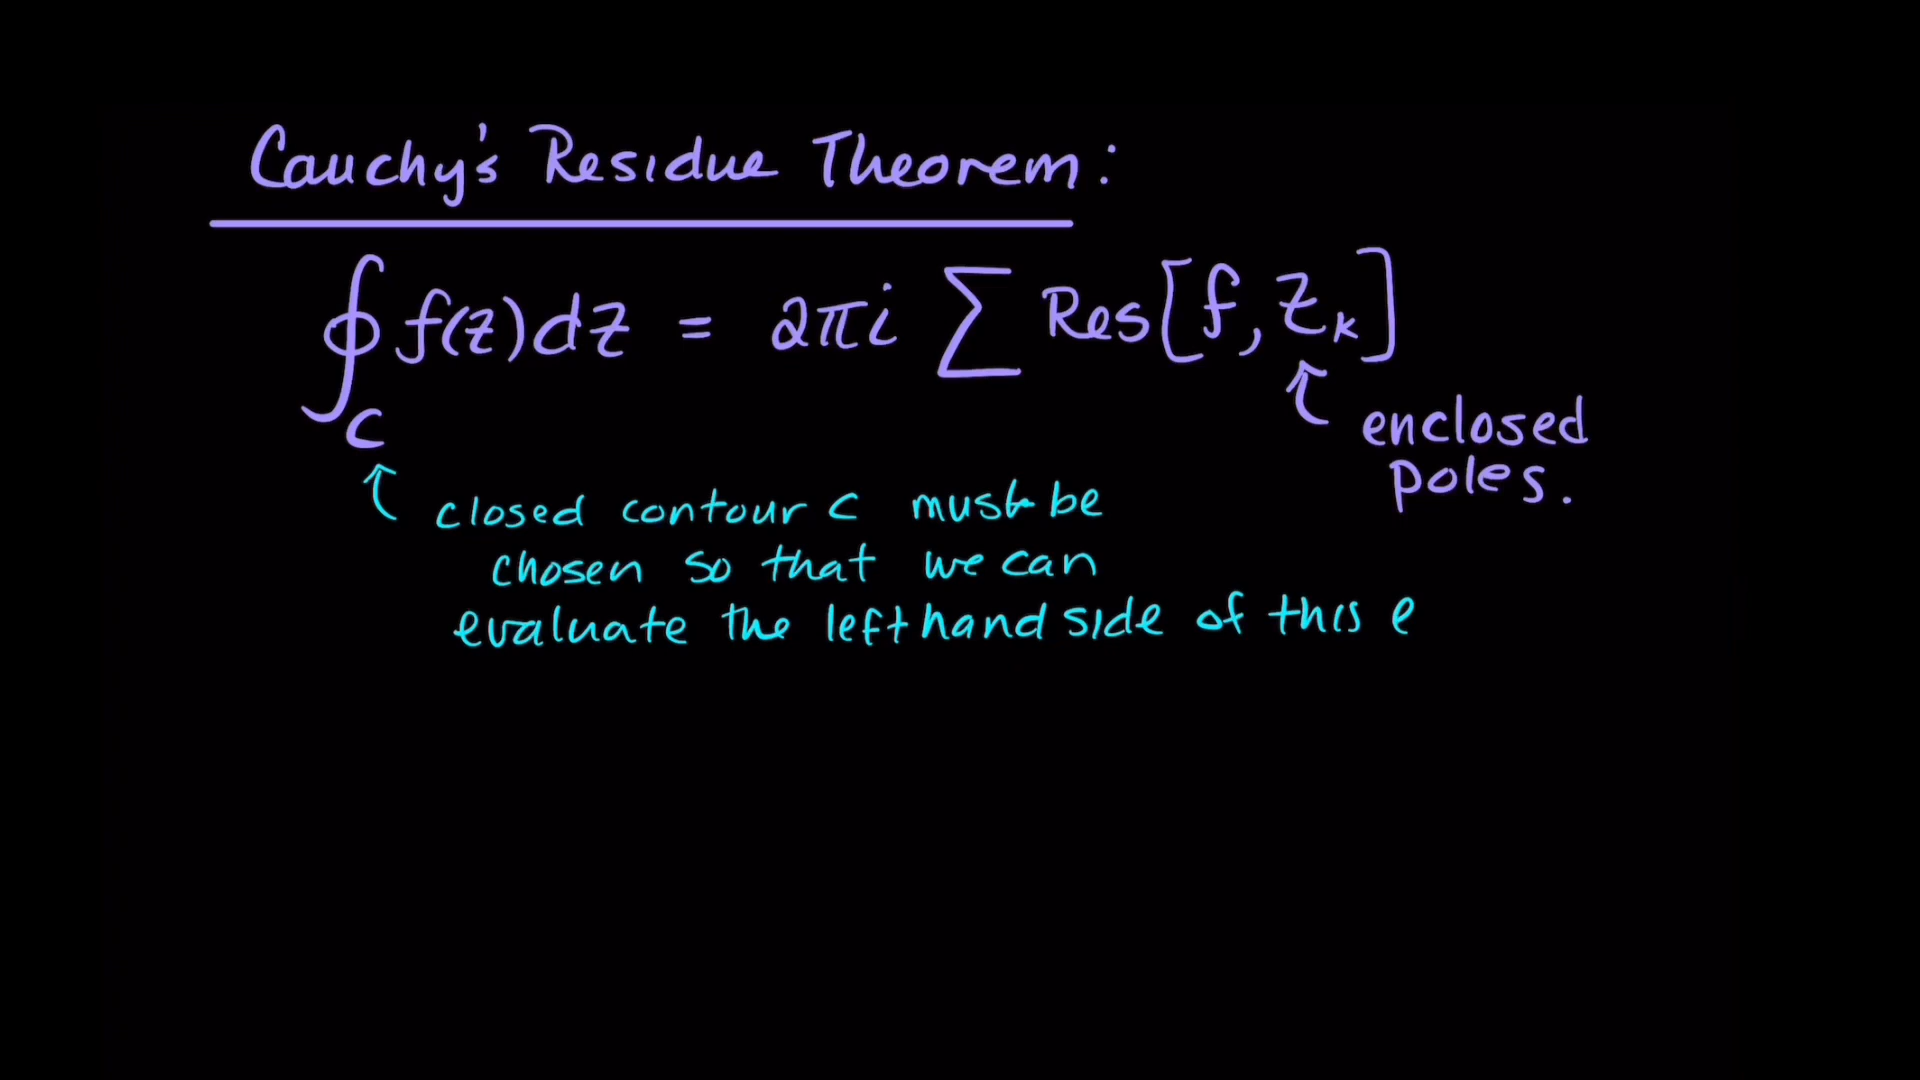 Cauchy's Residue Theorem:
∮_C f(z)dz = 2πi ∑ Res[f, z_k]
enclosed
poles.
closed contour C must be
chosen so that we can
evaluate the left hand side of this e